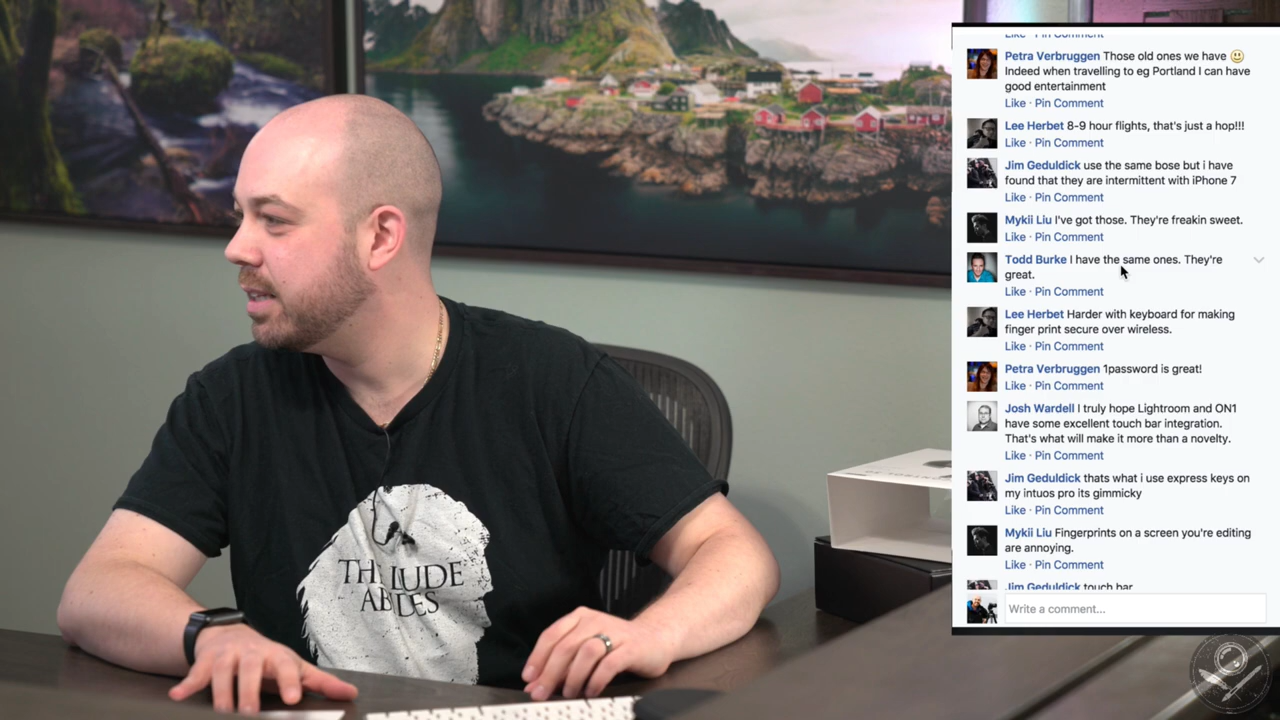 Like · Pin Comment
Petra Verbruggen Those old ones we have 😃
Indeed when travelling to eg Portland I can have
good entertainment
Like · Pin Comment
Lee Herbet 8-9 hour flights, that's just a hop!!!
Like · Pin Comment
Jim Geduldick use the same bose but i have
found that they are intermittent with iPhone 7
Like · Pin Comment
Mykii Liu I've got those. They're freakin sweet.
Like · Pin Comment
Todd Burke I have the same ones. They're
great.
Like · Pin Comment
Lee Herbet Harder with keyboard for making
finger print secure over wireless.
Like · Pin Comment
Petra Verbruggen 1password is great!
Like · Pin Comment
Josh Wardell I truly hope Lightroom and ON1
have some excellent touch bar integration.
That's what will make it more than a novelty.
Like · Pin Comment
Jim Geduldick thats what i use express keys on
my intuos pro its gimmicky
Like · Pin Comment
Mykii Liu Fingerprints on a screen you're editing
are annoying.
Like · Pin Comment
Jim Geduldick touch bar
Write a comment...